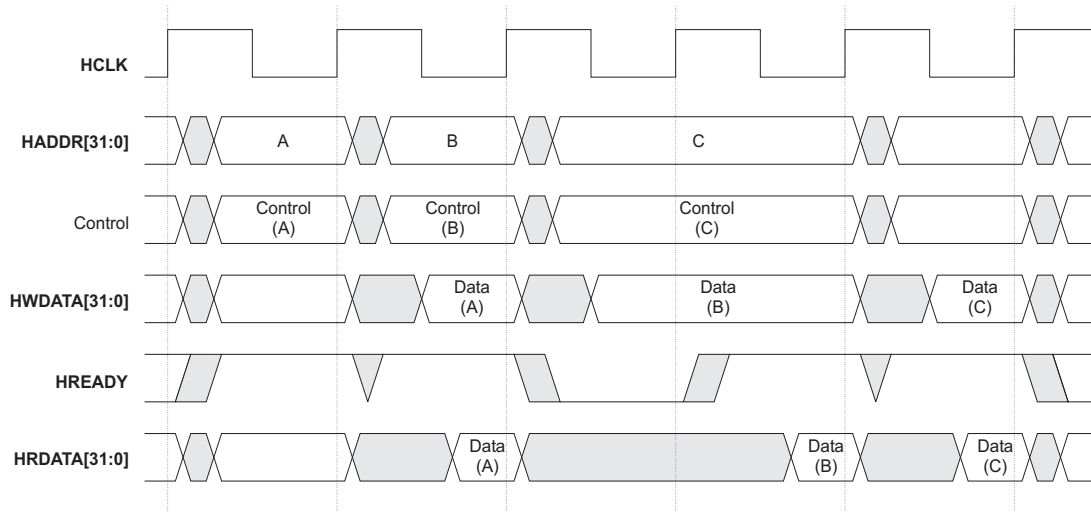 HCLK
HADDR[31:0]
A
B
C
Control
Control
(A)
Control
(B)
Control
(C)
HWDATA[31:0]
Data
(A)
Data
(B)
Data
(C)
HREADY
HRDATA[31:0]
Data
(A)
Data
(B)
Data
(C)